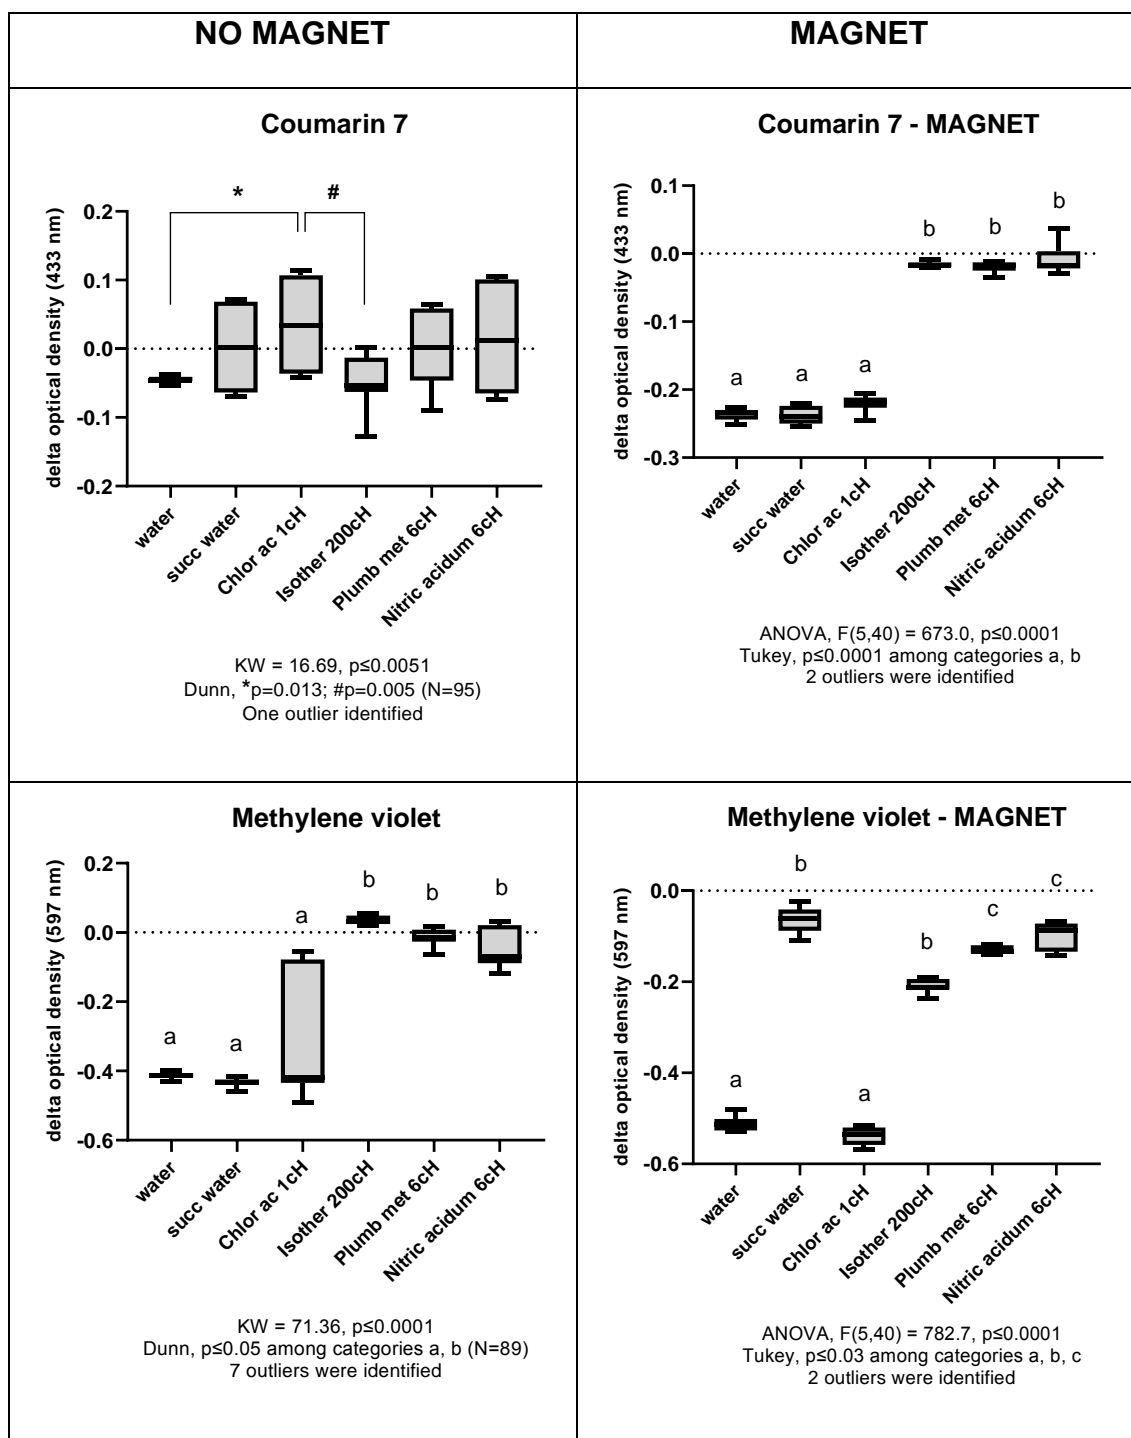 NO MAGNET
MAGNET
Coumarin 7
* #
delta optical density (433 nm)
0.2
0.1
0.0
-0.1
-0.2
water
succ water
Chlor ac 1cH
Isother 200cH
Plumb met 6cH
Nitric acidum 6cH
KW = 16.69, p≤0.0051
Dunn, *p=0.013; #p=0.005 (N=95)
One outlier identified
Coumarin 7 - MAGNET
delta optical density (433 nm)
0.1
0.0
-0.1
-0.2
-0.3
a a a b b b
water
succ water
Chlor ac 1cH
Isother 200cH
Plumb met 6cH
Nitric acidum 6cH
ANOVA, F(5,40) = 673.0, p≤0.0001
Tukey, p≤0.0001 among categories a, b
2 outliers were identified
Methylene violet
delta optical density (597 nm)
0.2
0.0
-0.2
-0.4
-0.6
a a a b b b
water
succ water
Chlor ac 1cH
Isother 200cH
Plumb met 6cH
Nitric acidum 6cH
KW = 71.36, p≤0.0001
Dunn, p≤0.05 among categories a, b (N=89)
7 outliers were identified
Methylene violet - MAGNET
delta optical density (597 nm)
0.0
-0.2
-0.4
-0.6
a b a b c c
water
succ water
Chlor ac 1cH
Isother 200cH
Plumb met 6cH
Nitric acidum 6cH
ANOVA, F(5,40) = 782.7, p≤0.0001
Tukey, p≤0.03 among categories a, b, c
2 outliers were identified